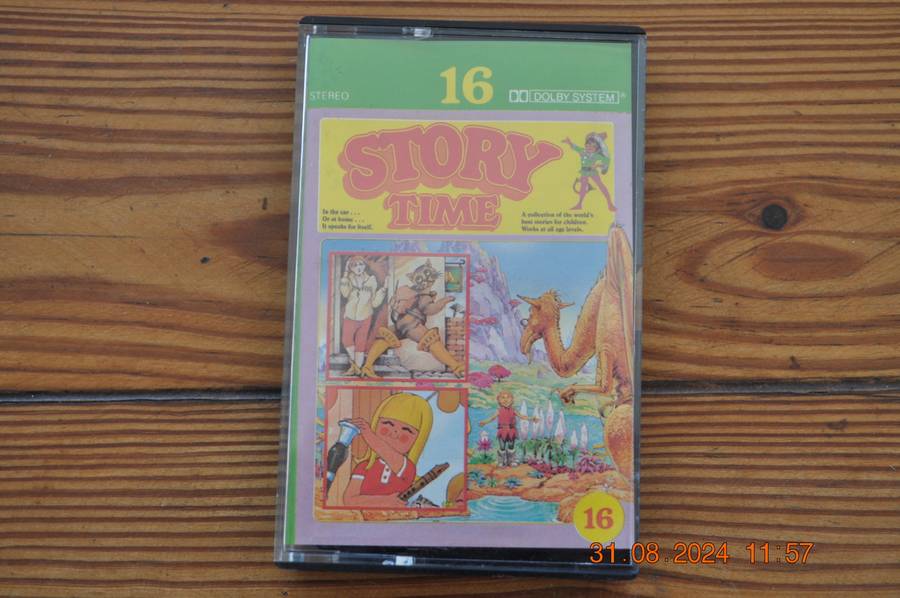 16
STEREO
DOLBY SYSTEM®
STORY
TIME
In the car . . .
Or at home . . .
It speaks for itself.
A collection of the world's
best stories for children.
Works at all age levels.
16
31.08.2024 11:57